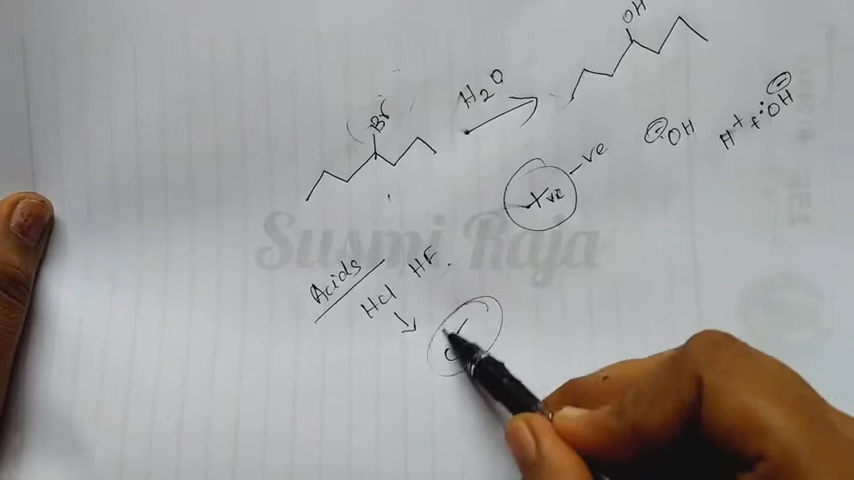 OH
Br
H2O
+ve
-ve
⊖OH
H+ + :OH⊖
Susmi Raja
Acids
HCl HF